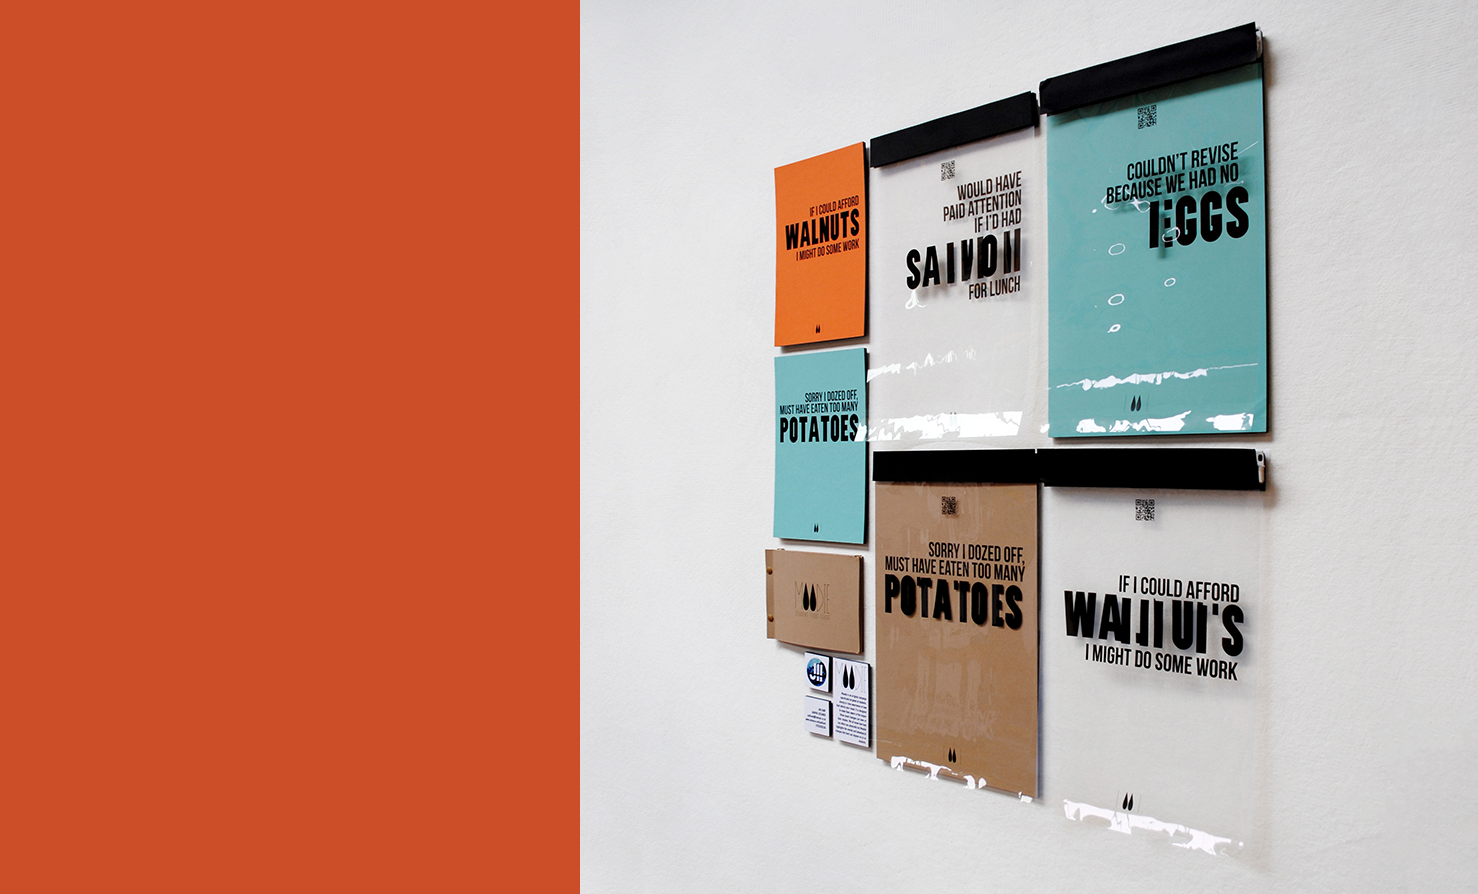 IF I COULD AFFORD
WALNUTS
I MIGHT DO SOME WORK
WOULD HAVE
PAID ATTENTION
IF I'D HAD
FOR LUNCH
COULDN'T REVISE
BECAUSE WE HAD NO
EGGS
SORRY I DOZED OFF,
MUST HAVE EATEN TOO MANY
POTATOES
SORRY I DOZED OFF,
MUST HAVE EATEN TOO MANY
POTATOES
IF I COULD AFFORD
WALNUTS
I MIGHT DO SOME WORK